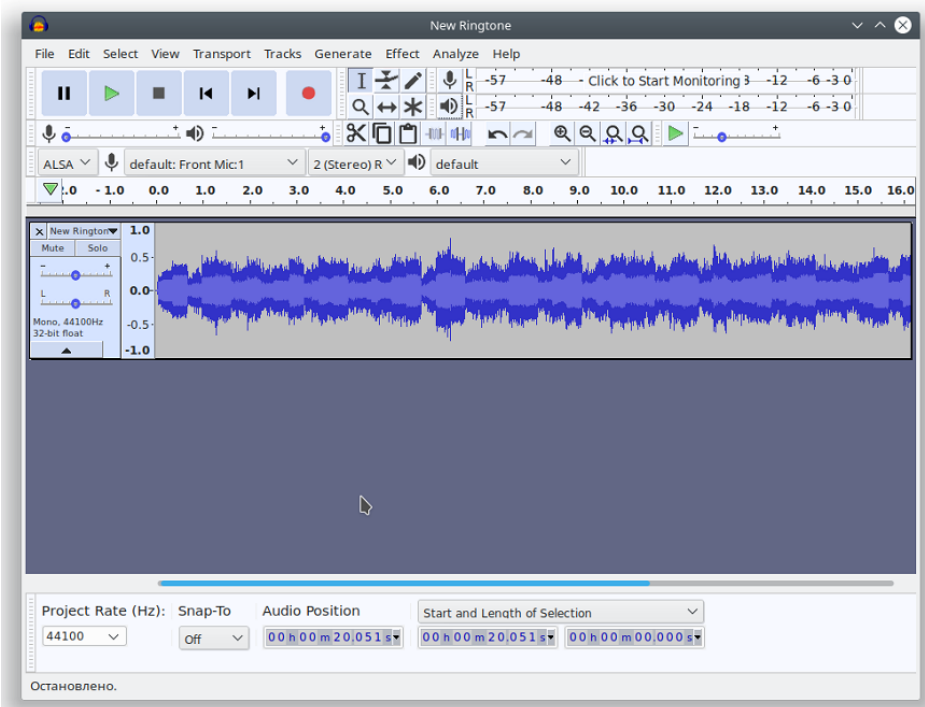 New Ringtone
File Edit Select View Transport Tracks Generate Effect Analyze Help
L
R
-57 -48 - Click to Start Monitoring 3 -12 -6 -3 0
L
R
-57 -48 -42 -36 -30 -24 -18 -12 -6 -3 0
- + - +
- +
ALSA default: Front Mic:1 2 (Stereo) R default
- 1.0 0.0 1.0 2.0 3.0 4.0 5.0 6.0 7.0 8.0 9.0 10.0 11.0 12.0 13.0 14.0 15.0 16.0
New Rington
Mute Solo
- +
L R
Mono, 44100Hz
32-bit float
1.0
0.5
0.0
-0.5
-1.0
Project Rate (Hz): Snap-To Audio Position Start and Length of Selection
44100 Off 00 h 00 m 20.051 s 00 h 00 m 20.051 s 00 h 00 m 00.000 s
Остановлено.